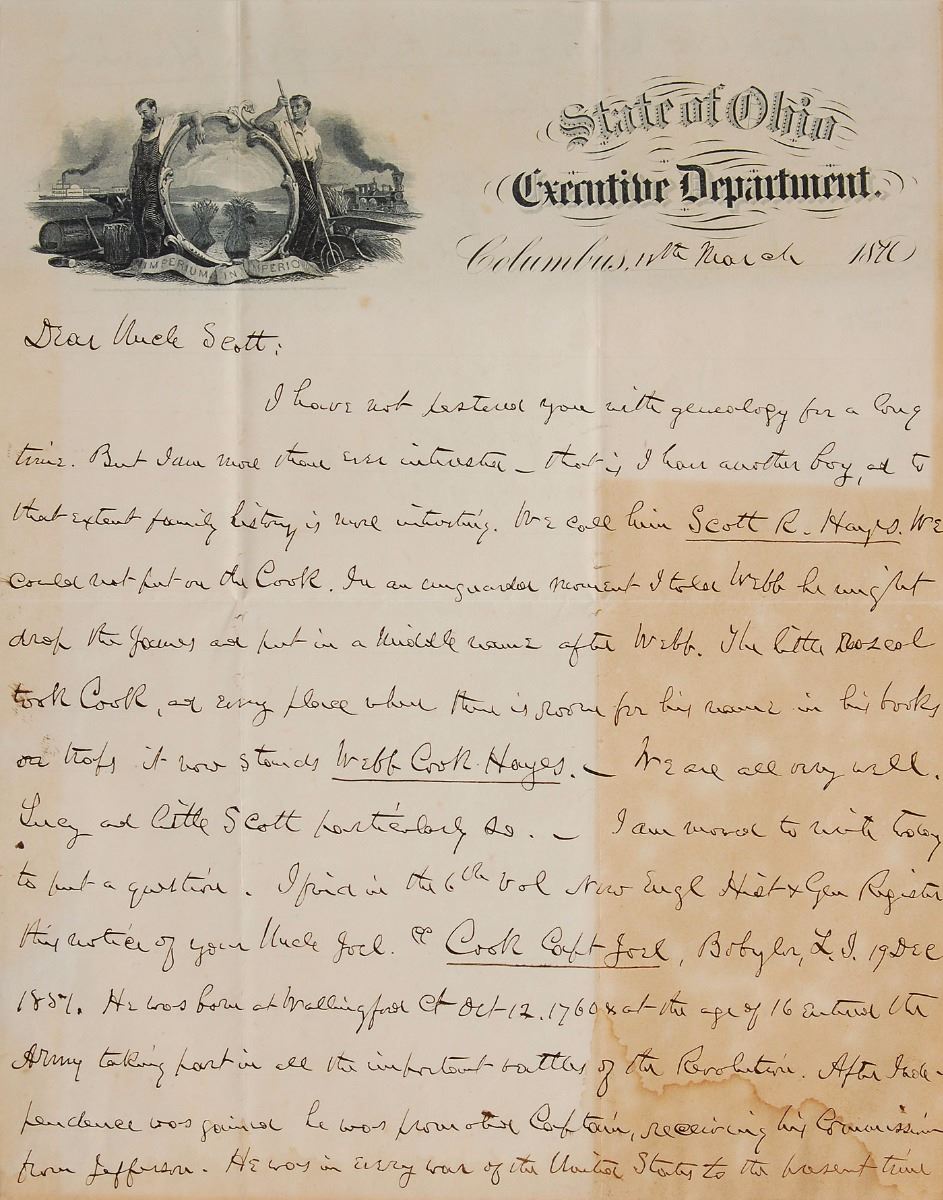 State of Ohio
Executive Department.
IMPERIUM IN IMPERIO
Columbus, 11th March 1871
Dear Uncle Scott:
I have not pestered you with genealogy for a long
time. But I am more than ever interested – that is I have another boy, ad to
that extent family history is more interesting. We call him Scott R. Hayes. We
could not put on the Cook. In an unguarded moment I told Webb he might
drop the James ad put in a middle name after Webb. The little rascal
took Cook, ad every place where there is room for his name in his books
or traps it now stands Webb Cook Hayes. – We are all very well.
Lucy ad little Scott particularly so. – I am moved to write today
to put a question. I find in the 6th vol New Engl Hist & Gen Register
this notice of your Uncle Joel. "Cook Capt Joel, Babylon, L.I. 19 Dec
1851. He was born at Wallingford Ct Oct 12. 1760 & at the age of 16 entered the
Army taking part in all the important battles of the Revolution. After Inde-
pendence was gained he was promoted Captain, receiving his Commission
from Jefferson. He was in every war of the United States to the present time